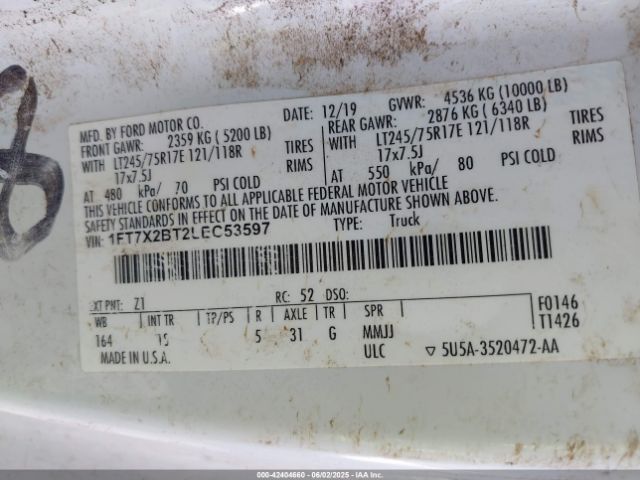 8
MFD. BY FORD MOTOR CO.
DATE: 12/19 GVWR: 4536 KG (10000 LB)
FRONT GAWR: 2359 KG (5200 LB)
REAR GAWR: 2876 KG (6340 LB)
WITH LT245/75R17E 121/118R TIRES
WITH LT245/75R17E 121/118R TIRES
17x7.5J RIMS
17x7.5J RIMS
AT 480 kPa/ 70 PSI COLD
AT 550 kPa/ 80 PSI COLD
THIS VEHICLE CONFORMS TO ALL APPLICABLE FEDERAL MOTOR VEHICLE
SAFETY STANDARDS IN EFFECT ON THE DATE OF MANUFACTURE SHOWN ABOVE.
VIN: 1FT7X2BT2LEC53597 TYPE: Truck
EXT PNT: Z1 RC: 52 DSO:
WB INT TR TP/PS R AXLE TR SPR
F0146
164 5 31 G MMJJ
T1426
MADE IN U.S.A. ULC ▽ 5U5A-3520472-AA
000-42404660 | 06/02/2025 | IAAI.COM